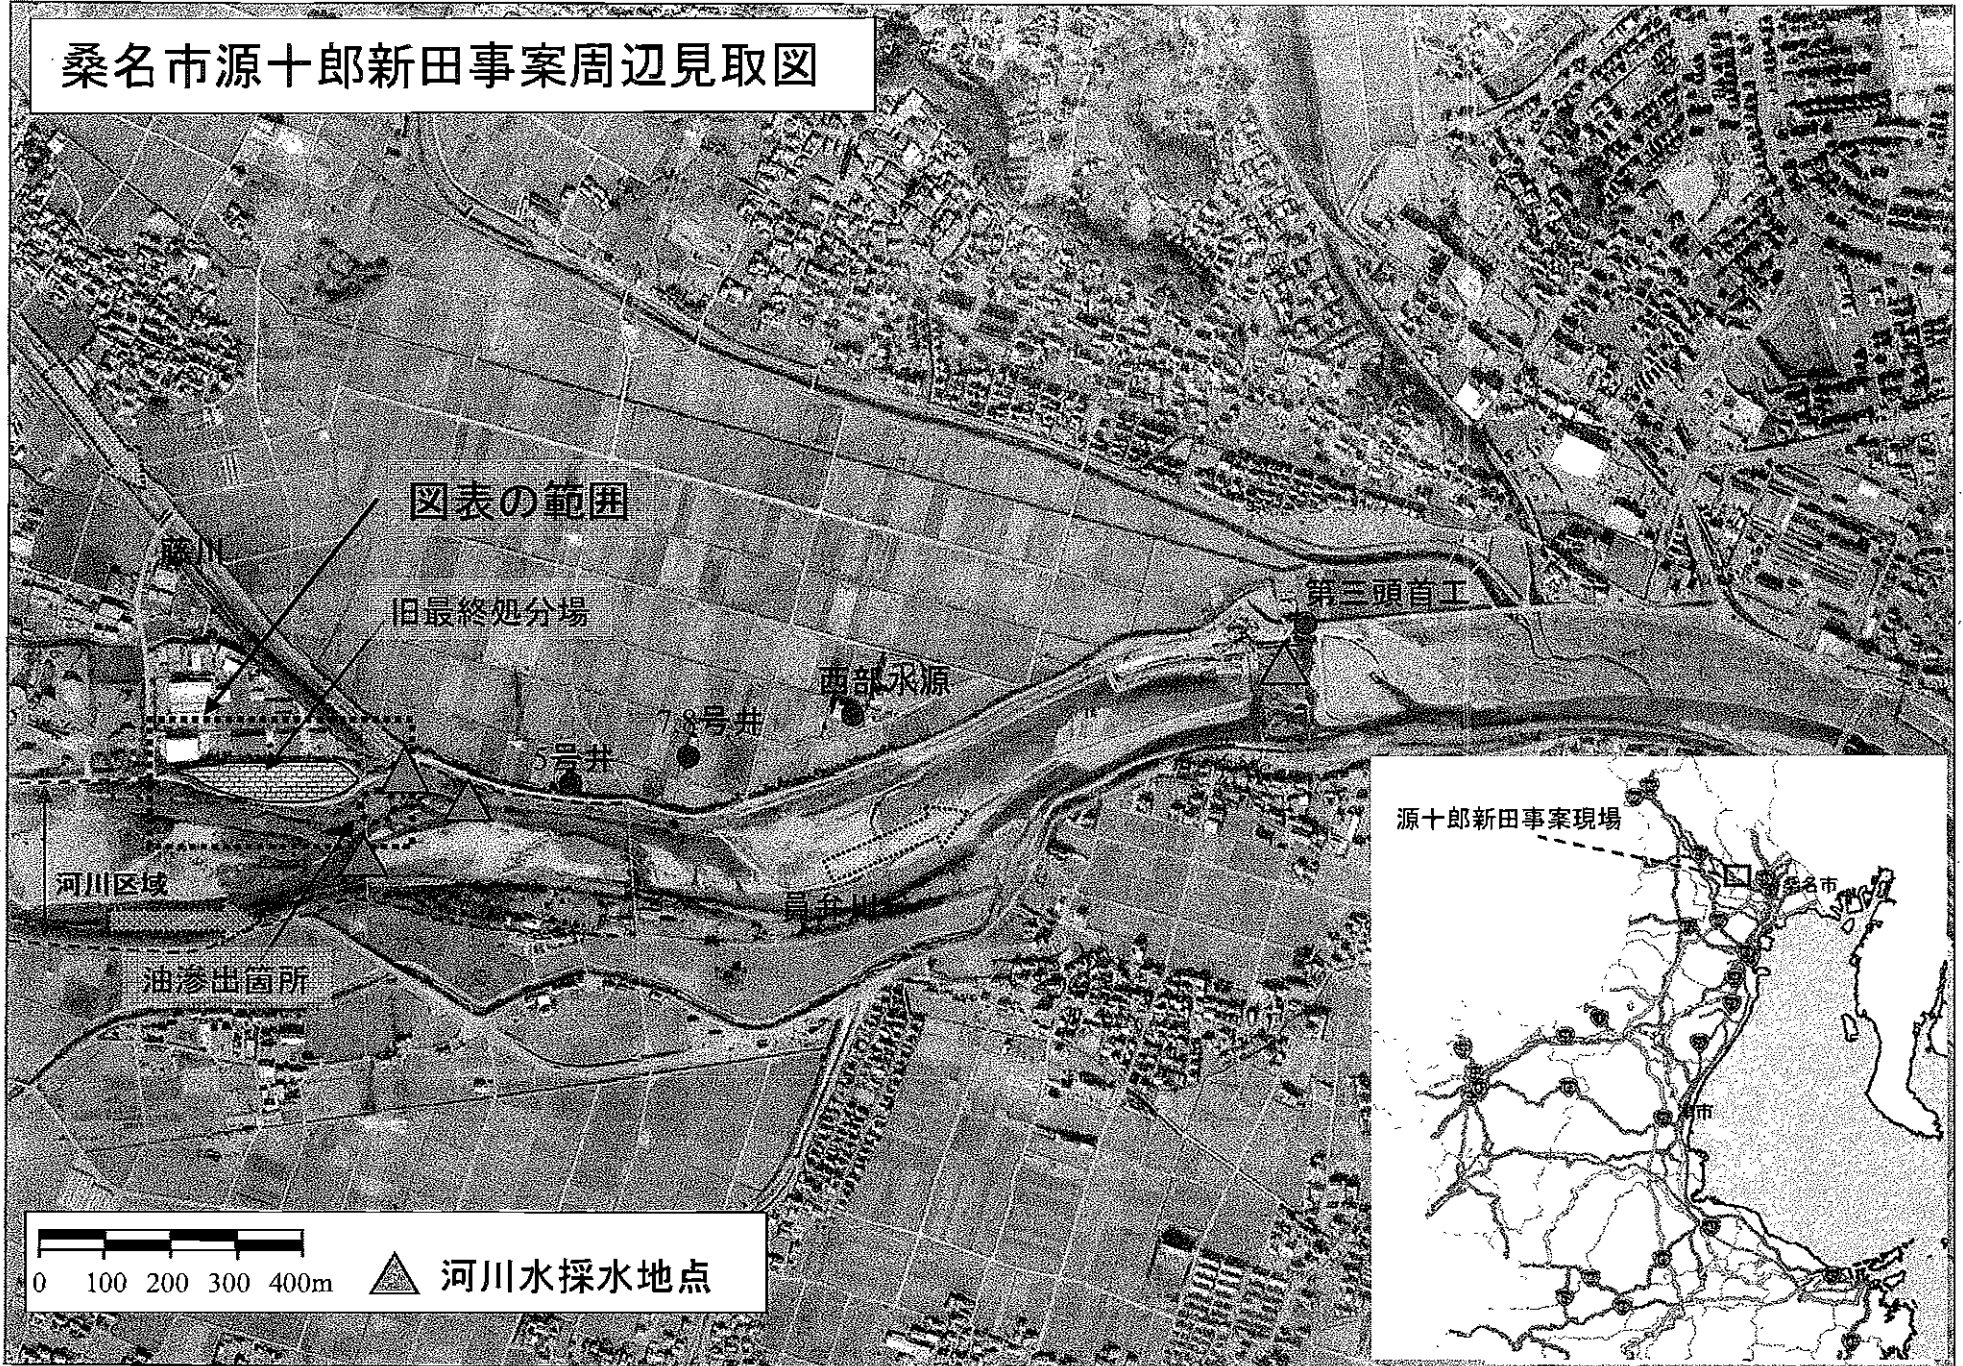 桑名市源十郎新田事案周辺見取図
図表の範囲
藤川
旧最終処分場
第三頭首工
西部水源
7,8号井
5号井
河川区域
員弁川
油滲出箇所
源十郎新田事案現場
桑名市
津市
0 100 200 300 400m
河川水採水地点